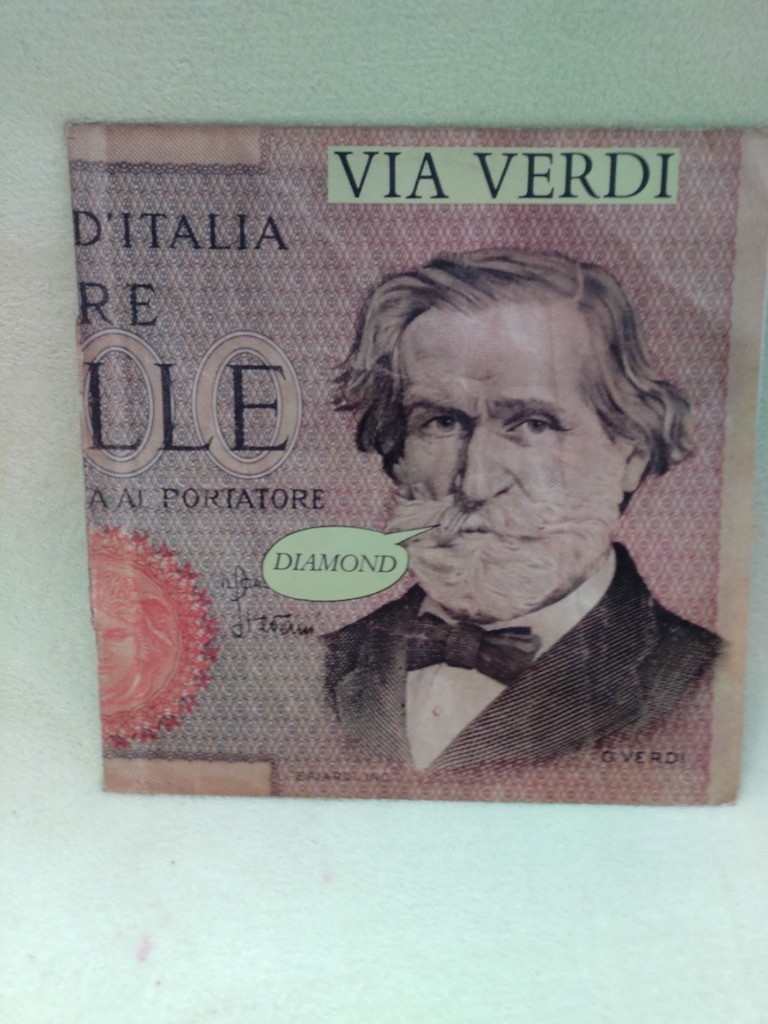 VIA VERDI
D'ITALIA
RE
LLE
A AL PORTATORE
DIAMOND
G. VERDI